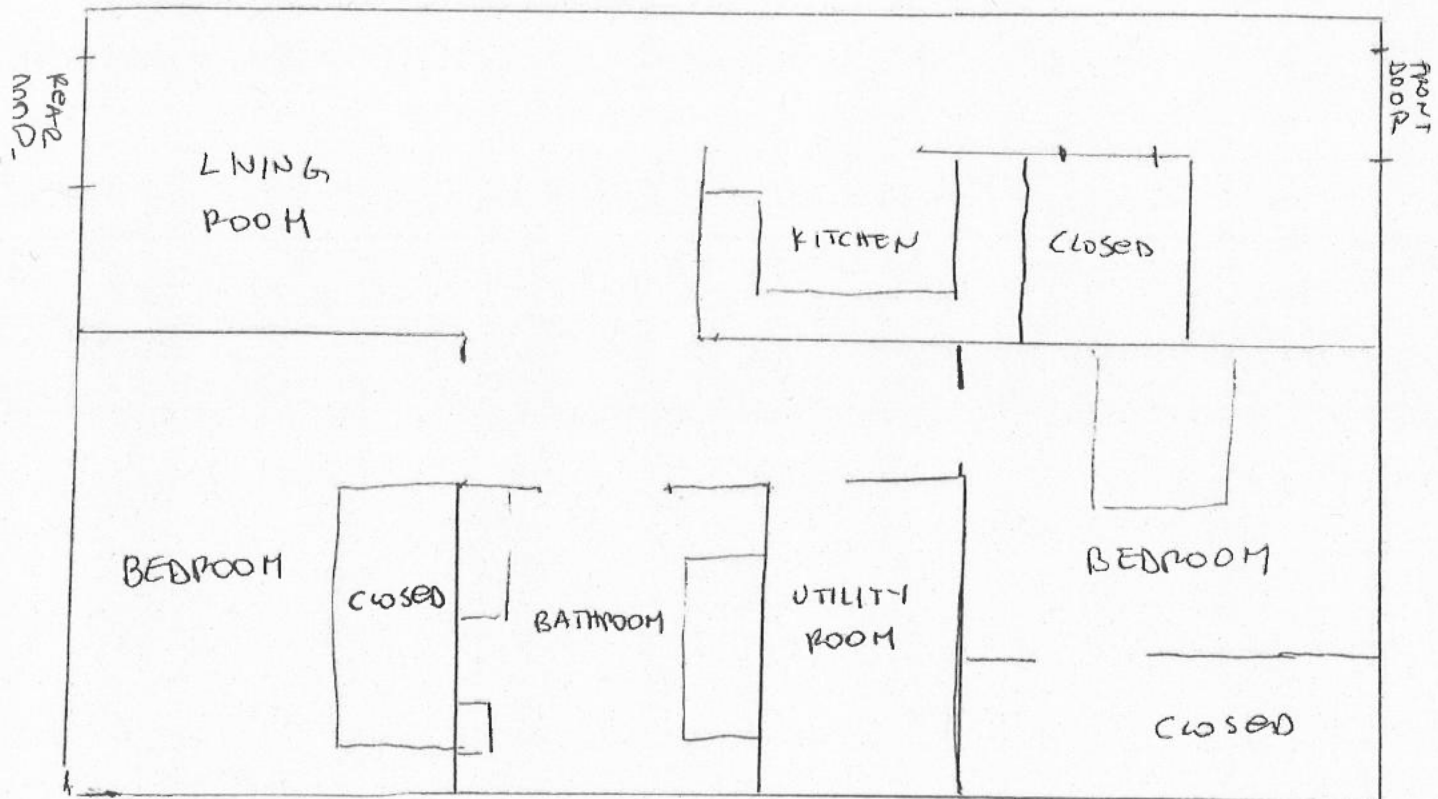 REAR
FRONT
DOOR
LIVING
ROOM
KITCHEN
CLOSED
BEDROOM
CLOSED
BATHROOM
UTILITY
ROOM
BEDROOM
CLOSED